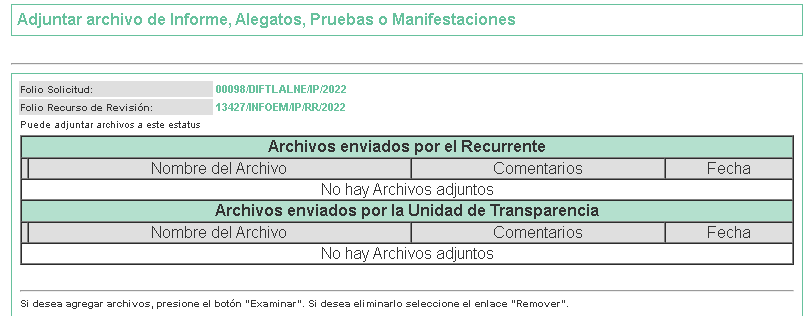 Adjuntar archivo de Informe, Alegatos, Pruebas o Manifestaciones
Folio Solicitud: 00098/DIFTLALNE/IP/2022
Folio Recurso de Revisión: 13427/INFOEM/IP/RR/2022
Puede adjuntar archivos a este estatus
Archivos enviados por el Recurrente
Nombre del Archivo Comentarios Fecha
No hay Archivos adjuntos
Archivos enviados por la Unidad de Transparencia
Nombre del Archivo Comentarios Fecha
No hay Archivos adjuntos
Si desea agregar archivos, presione el botón "Examinar". Si desea eliminarlo seleccione el enlace "Remover".